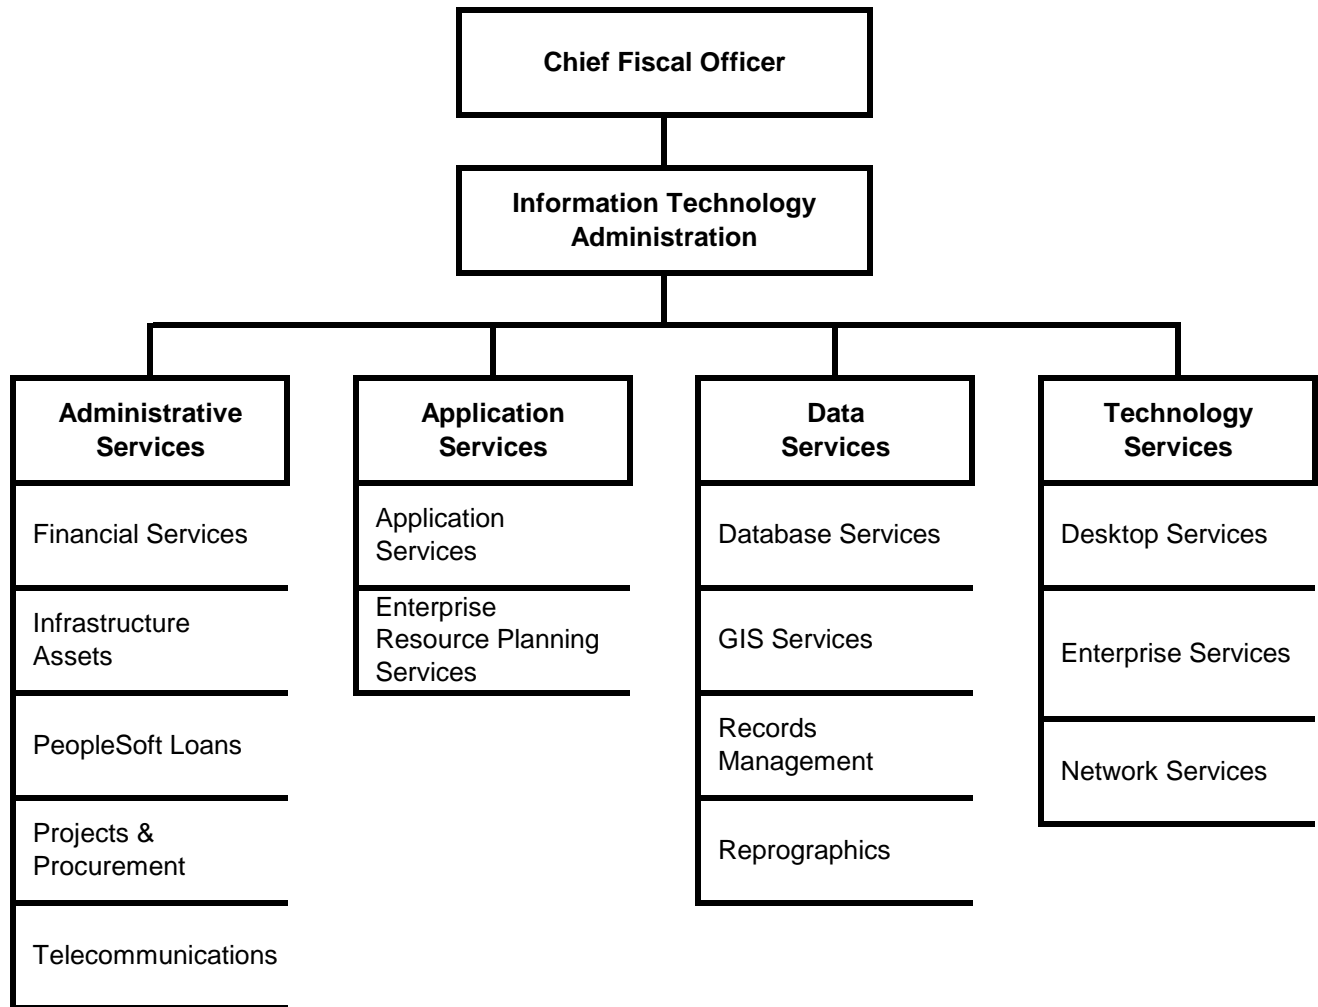 Chief Fiscal Officer
Information Technology
Administration
Administrative
Services
Financial Services
Infrastructure
Assets
PeopleSoft Loans
Projects &
Procurement
Telecommunications
Application
Services
Application
Services
Enterprise
Resource Planning
Services
Data
Services
Database Services
GIS Services
Records
Management
Reprographics
Technology
Services
Desktop Services
Enterprise Services
Network Services